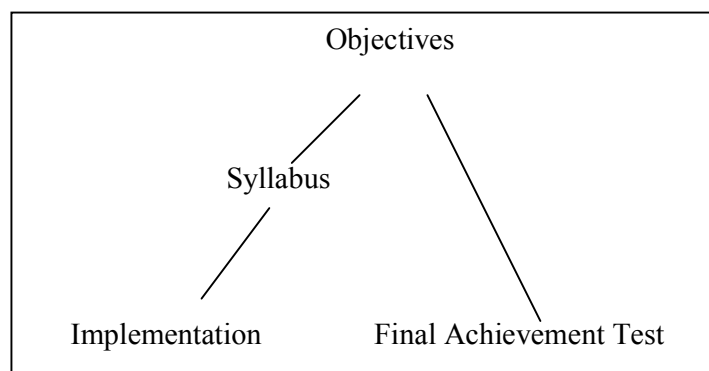 Objectives
Syllabus
Implementation
Final Achievement Test